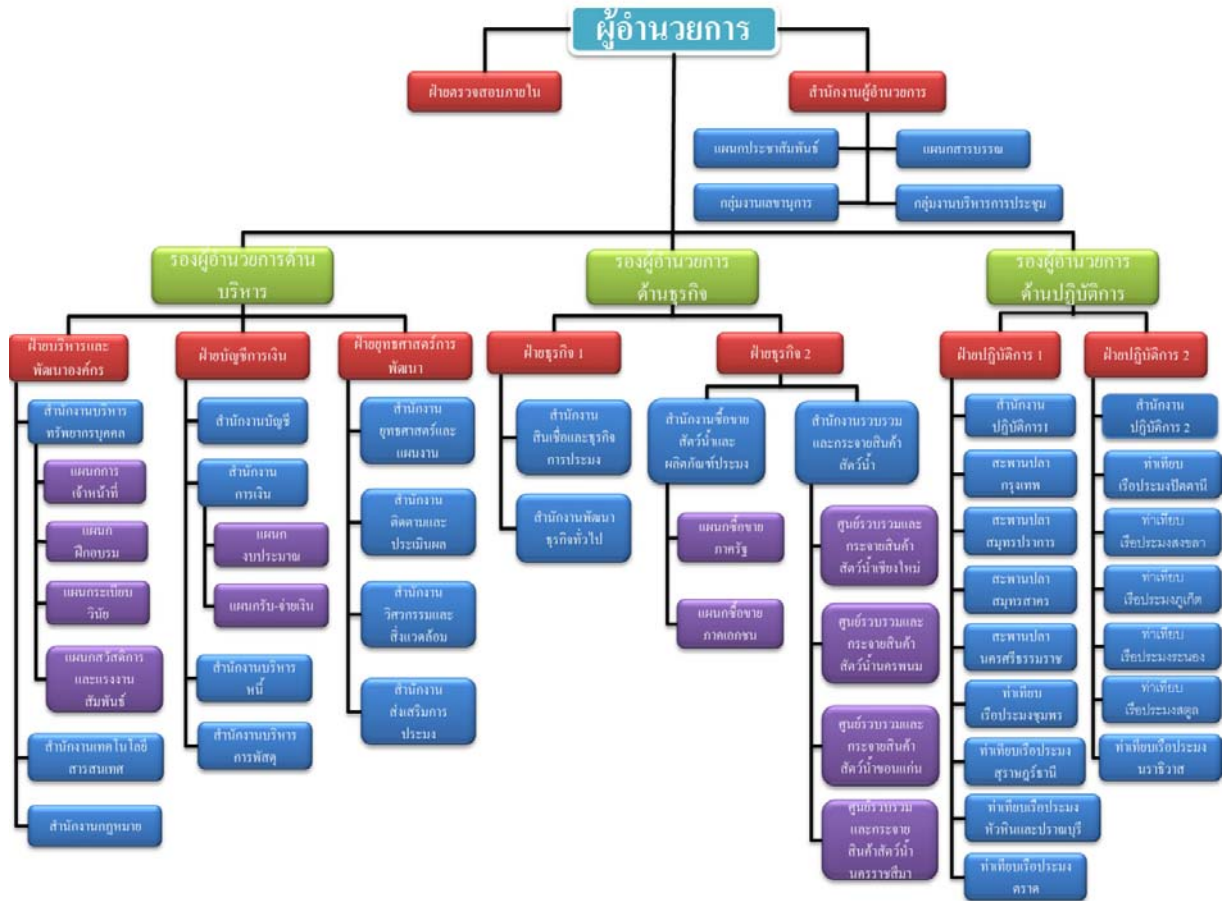 ผู้อำนวยการ
ฝ่ายตรวจสอบภายใน
สำนักงานผู้อำนวยการ
แผนกประชาสัมพันธ์
แผนกสารบรรณ
กลุ่มงานเลขานุการ
กลุ่มงานบริหารการประชุม
รองผู้อำนวยการด้าน
บริหาร
ฝ่ายบริหารและ
พัฒนาองค์กร
สำนักงานบริหาร
ทรัพยากรบุคคล
แผนกการ
เจ้าหน้าที่
แผนก
ฝึกอบรม
แผนกระเบียบ
วินัย
แผนกสวัสดิการ
และแรงงาน
สัมพันธ์
สำนักงานเทคโนโลยี
สารสนเทศ
สำนักงานกฎหมาย
ฝ่ายบัญชีการเงิน
สำนักงานบัญชี
สำนักงาน
การเงิน
แผนก
งบประมาณ
แผนกรับ-จ่ายเงิน
สำนักงานบริหาร
หนี้
สำนักงานบริหาร
การพัสดุ
ฝ่ายยุทธศาสตร์การ
พัฒนา
สำนักงาน
ยุทธศาสตร์และ
แผนงาน
สำนักงาน
ติดตามและ
ประเมินผล
สำนักงาน
วิศวกรรมและ
สิ่งแวดล้อม
สำนักงาน
ส่งเสริมการ
ประมง
รองผู้อำนวยการ
ด้านธุรกิจ
ฝ่ายธุรกิจ 1
สำนักงาน
สินเชื่อและธุรกิจ
การประมง
สำนักงานพัฒนา
ธุรกิจทั่วไป
ฝ่ายธุรกิจ 2
สำนักงานซื้อขาย
สัตว์น้ำและ
ผลิตภัณฑ์ประมง
แผนกซื้อขาย
ภาครัฐ
แผนกซื้อขาย
ภาคเอกชน
สำนักงานรวบรวม
และกระจายสินค้า
สัตว์น้ำ
ศูนย์รวบรวมและ
กระจายสินค้า
สัตว์น้ำเชียงใหม่
ศูนย์รวบรวมและ
กระจายสินค้า
สัตว์น้ำนครพนม
ศูนย์รวบรวมและ
กระจายสินค้า
สัตว์น้ำขอนแก่น
ศูนย์รวบรวม
และกระจาย
สินค้าสัตว์น้ำ
นครราชสีมา
รองผู้อำนวยการ
ด้านปฏิบัติการ
ฝ่ายปฏิบัติการ 1
สำนักงาน
ปฏิบัติการ1
สะพานปลา
กรุงเทพ
สะพานปลา
สมุทรปราการ
สะพานปลา
สมุทรสาคร
สะพานปลา
นครศรีธรรมราช
ท่าเทียบ
เรือประมงชุมพร
ท่าเทียบเรือประมง
สุราษฎร์ธานี
ท่าเทียบเรือประมง
หัวหินและปราณบุรี
ท่าเทียบเรือประมง
ตราด
ฝ่ายปฏิบัติการ 2
สำนักงาน
ปฏิบัติการ 2
ท่าเทียบ
เรือประมงปัตตานี
ท่าเทียบ
เรือประมงสงขลา
ท่าเทียบ
เรือประมงภูเก็ต
ท่าเทียบ
เรือประมงระนอง
ท่าเทียบ
เรือประมงสตูล
ท่าเทียบเรือประมง
นราธิวาส